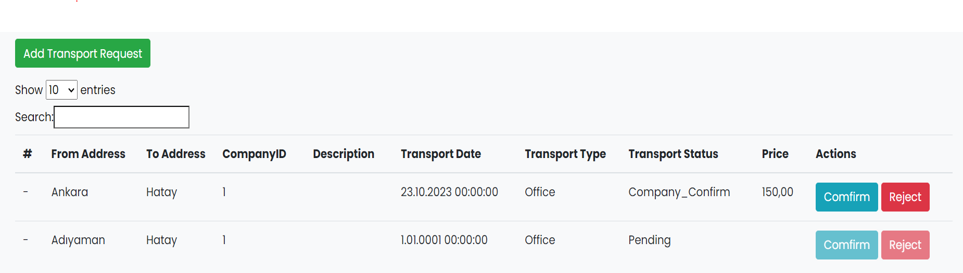 Add Transport Request
Show 10 entries
Search:
# From Address To Address CompanyID Description Transport Date Transport Type Transport Status Price Actions
- Ankara Hatay 1 23.10.2023 00:00:00 Office Company_Confirm 150,00 Comfirm Reject
- Adıyaman Hatay 1 1.01.0001 00:00:00 Office Pending Comfirm Reject